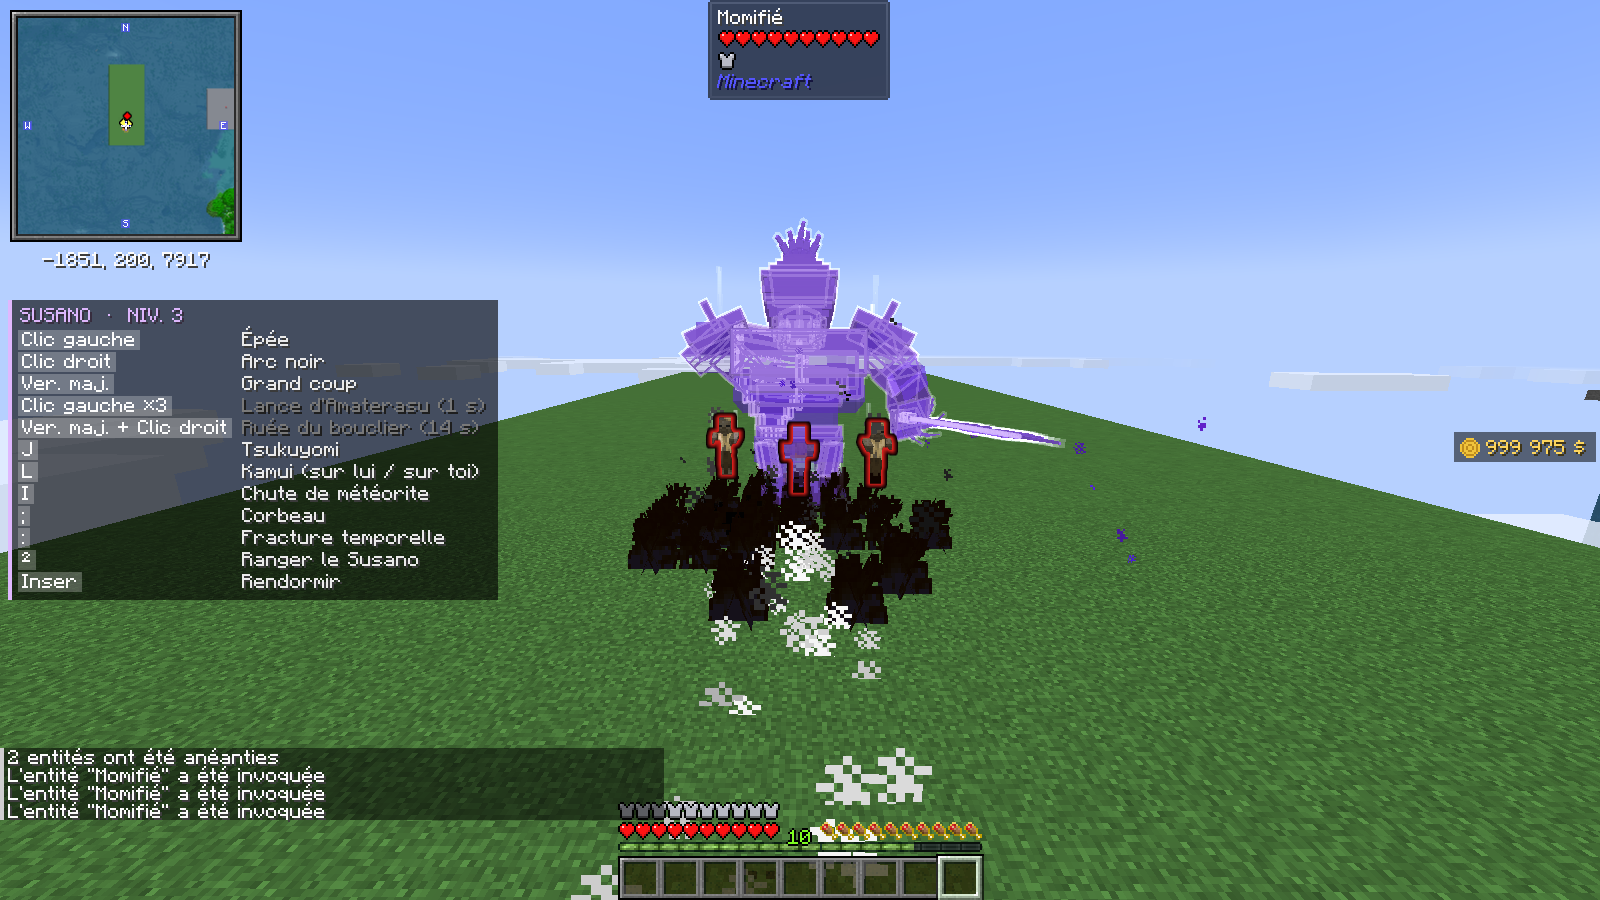 Momifié
Minecraft
N
W
E
S
-1851, 200, 7917
SUSANO · NIV. 3
Clic gauche Épée
Clic droit Arc noir
Ver. maj. Grand coup
Clic gauche ×3 Lance d'Amaterasu (1 s)
Ver. maj. + Clic droit Ruée du bouclier (14 s)
J Tsukuyomi
L Kamui (sur lui / sur toi)
I Chute de météorite
; Corbeau
: Fracture temporelle
² Ranger le Susano
Inser Rendormir
999 975 $
2 entités ont été anéanties
L'entité "Momifié" a été invoquée
L'entité "Momifié" a été invoquée
L'entité "Momifié" a été invoquée
10